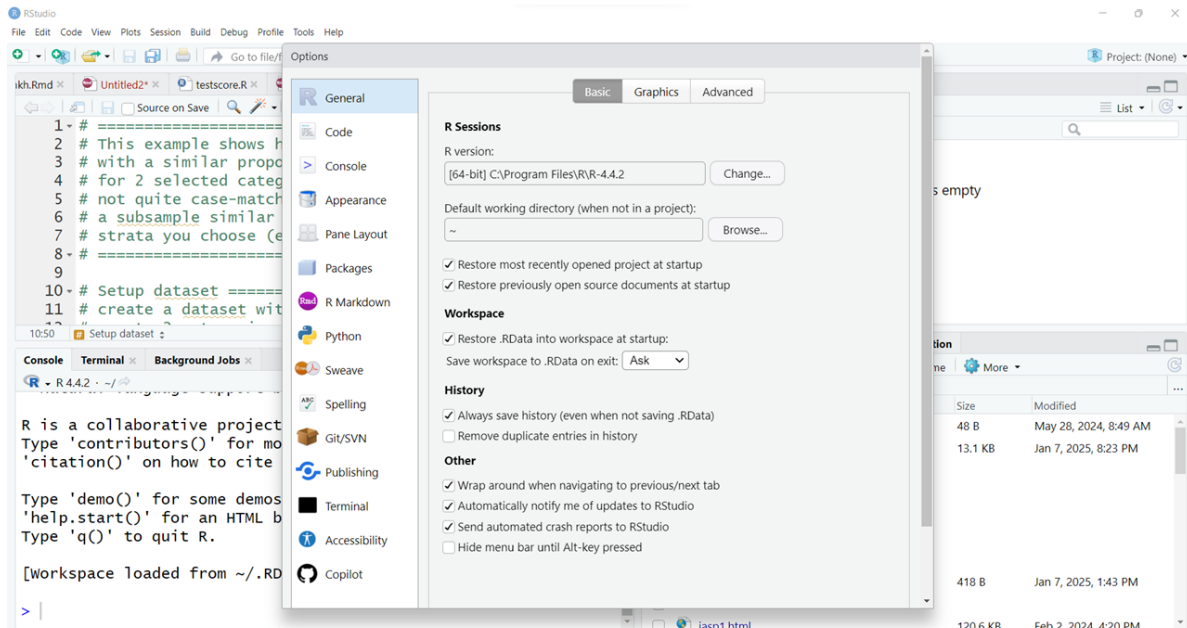 RStudio
File Edit Code View Plots Session Build Debug Profile Tools Help
Go to file/f
Project: (None)
kh.Rmd
Untitled2*
testscore.R
Source on Save
List
1 # ======================
2 # This example shows h
3 # with a similar propo
4 # for 2 selected categ
5 # not quite case-match
6 # a subsample similar
7 # strata you choose (e
8 # ======================
9
10 # Setup dataset ======
11 # create a dataset wit
10:50 Setup dataset
Console Terminal Background Jobs
R 4.4.2 · ~/
R is a collaborative project
Type 'contributors()' for mo
'citation()' on how to cite
Type 'demo()' for some demos
'help.start()' for an HTML b
Type 'q()' to quit R.
[Workspace loaded from ~/.RD
>
Options
General
Code
Console
Appearance
Pane Layout
Packages
Rmd R Markdown
Python
Sweave
ABC Spelling
Git/SVN
Publishing
Terminal
Accessibility
Copilot
Basic Graphics Advanced
R Sessions
R version:
[64-bit] C:\Program Files\R\R-4.4.2 Change...
Default working directory (when not in a project):
~ Browse...
Restore most recently opened project at startup
Restore previously open source documents at startup
Workspace
Restore .RData into workspace at startup:
Save workspace to .RData on exit: Ask
History
Always save history (even when not saving .RData)
Remove duplicate entries in history
Other
Wrap around when navigating to previous/next tab
Automatically notify me of updates to RStudio
Send automated crash reports to RStudio
Hide menu bar until Alt-key pressed
s empty
tion
me More
...
Size Modified
48 B May 28, 2024, 8:49 AM
13.1 KB Jan 7, 2025, 8:23 PM
418 B Jan 7, 2025, 1:43 PM
jasp1.html 120.6 KB Feb 2, 2024, 4:20 PM